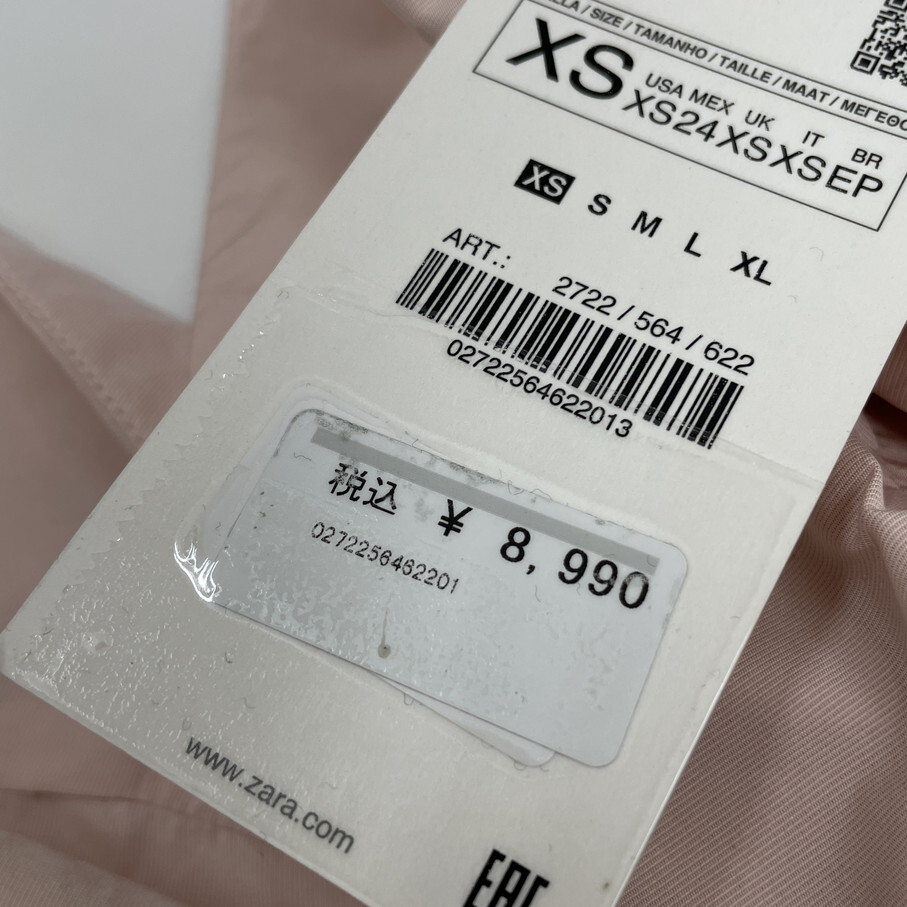 / SIZE / TAMANHO / TAILLE / MAAT /
XS
USA MEX UK IT BR
XS 24 XS XS EP
XS S M L XL
ART.:
2722 / 564 / 622
02722564622013
税込 ¥ 8,990
0272256462201
www.zara.com
EAC